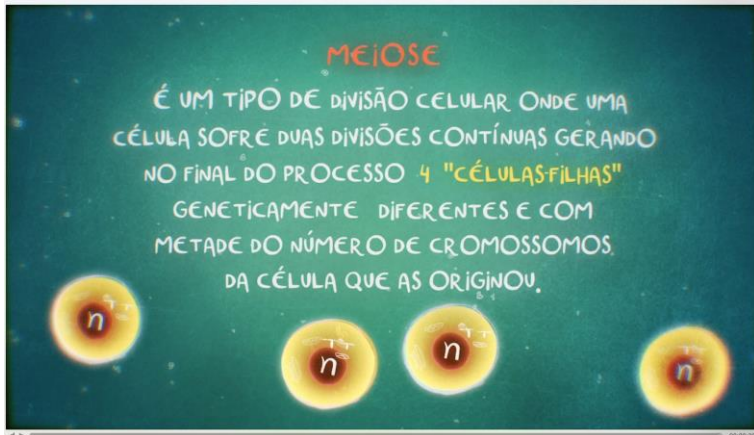 MEIOSE
É UM TIPO DE DIVISÃO CELULAR ONDE UMA
CÉLULA SOFRE DUAS DIVISÕES CONTÍNUAS GERANDO
NO FINAL DO PROCESSO 4 "CÉLULAS-FILHAS"
GENETICAMENTE DIFERENTES E COM
METADE DO NÚMERO DE CROMOSSOMOS
DA CÉLULA QUE AS ORIGINOU.
n n n n